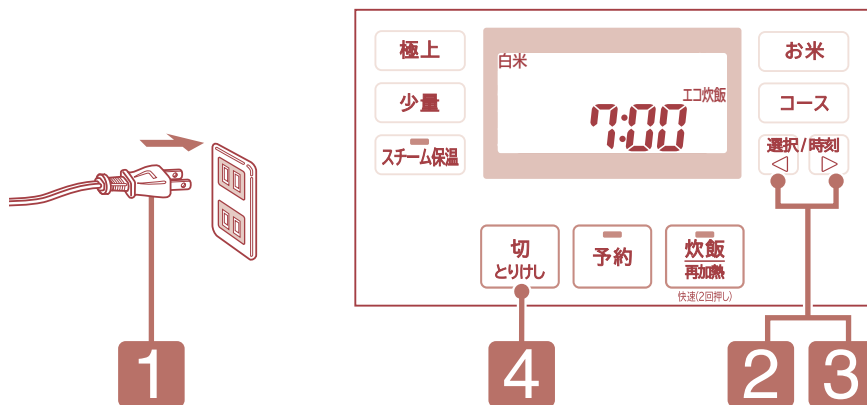 極上
少量
スチーム保温
白米
エコ炊飯
7:00
お米
コース
選択/時刻
◁ ▷
切
とりけし
予約
炊飯
再加熱
快速(2回押し)
1
4
2
3